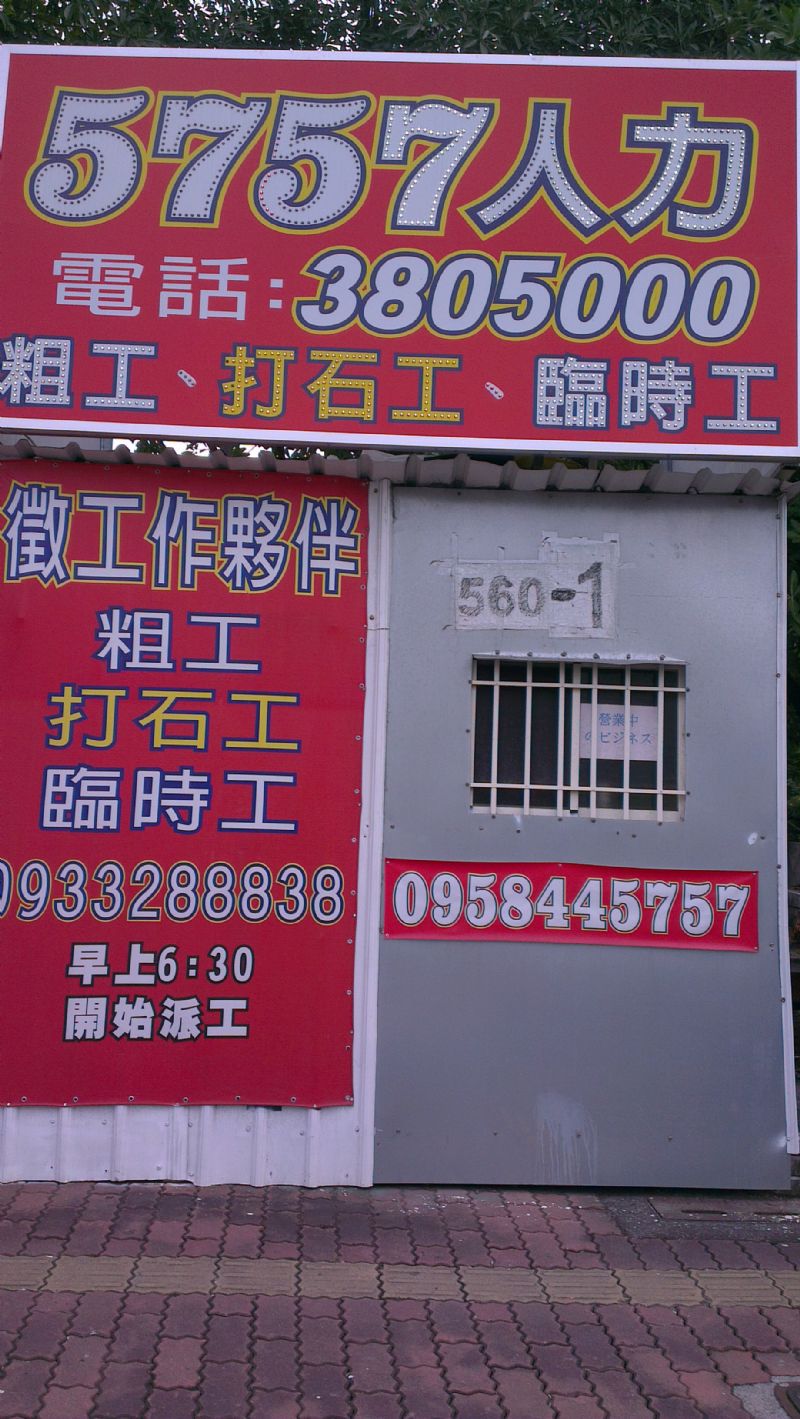 5757人力
電話:3805000
粗工、打石工、臨時工
徵工作夥伴
粗工
打石工
臨時工
0933288838
早上6:30
開始派工
560-1
營業中
のビジネス
0958445757